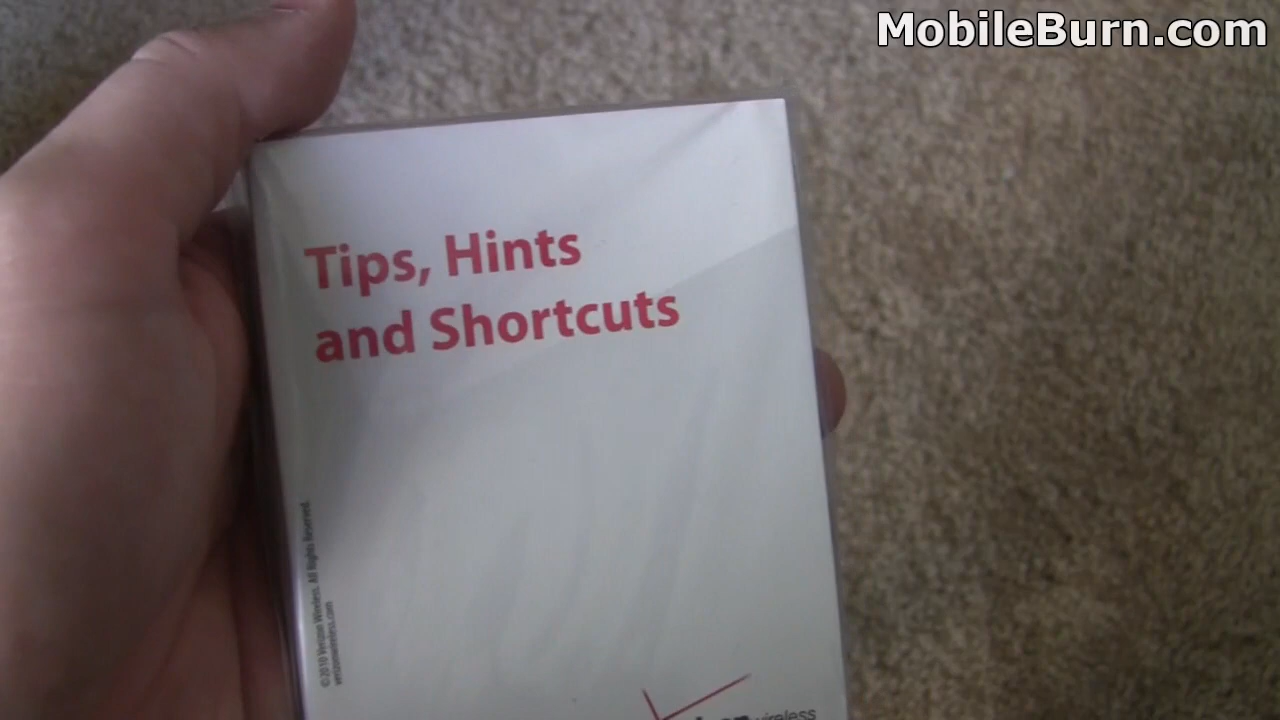 MobileBurn.com
Tips, Hints
and Shortcuts
©2010 Verizon Wireless. All Rights Reserved.
verizonwireless.com
wireless